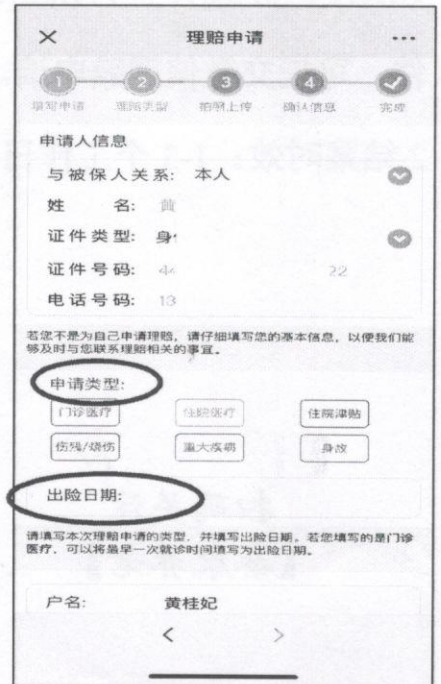 理赔申请
1 2 3 4
填写申请 理赔类型 拍照上传 确认信息 完成
申请人信息
与被保人关系: 本人
姓 名: 黄
证件类型: 身
证件号码: 44 22
电话号码: 13
若您不是为自己申请理赔, 请仔细填写您的基本信息, 以便我们能
够及时与您联系理赔相关的事宜。
申请类型:
门诊医疗 住院医疗 住院津贴
伤残/烧伤 重大疾病 身故
出险日期:
请填写本次理赔申请的类型, 并填写出险日期。若您填写的是门诊
医疗, 可以将最早一次就诊时间填写为出险日期。
户名: 黄桂妃